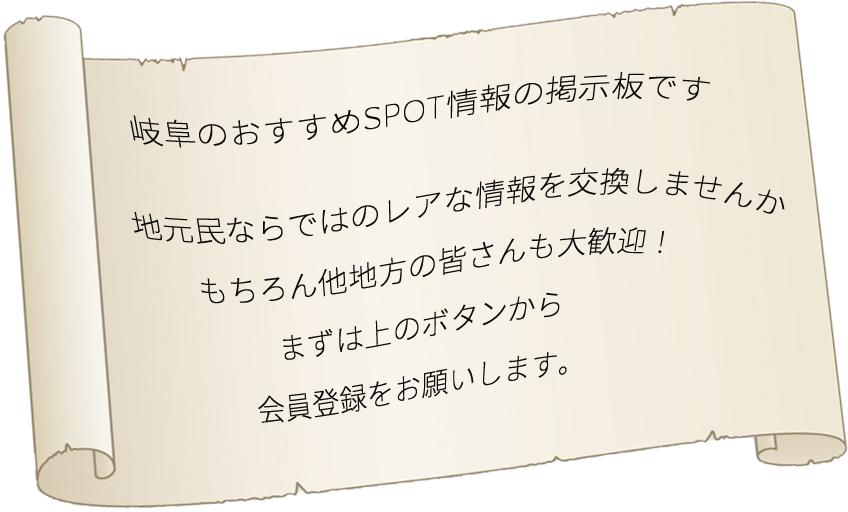 岐阜のおすすめSPOT情報の掲示板です
地元民ならではのレアな情報を交換しませんか
もちろん他地方の皆さんも大歓迎！
まずは上のボタンから
会員登録をお願いします。